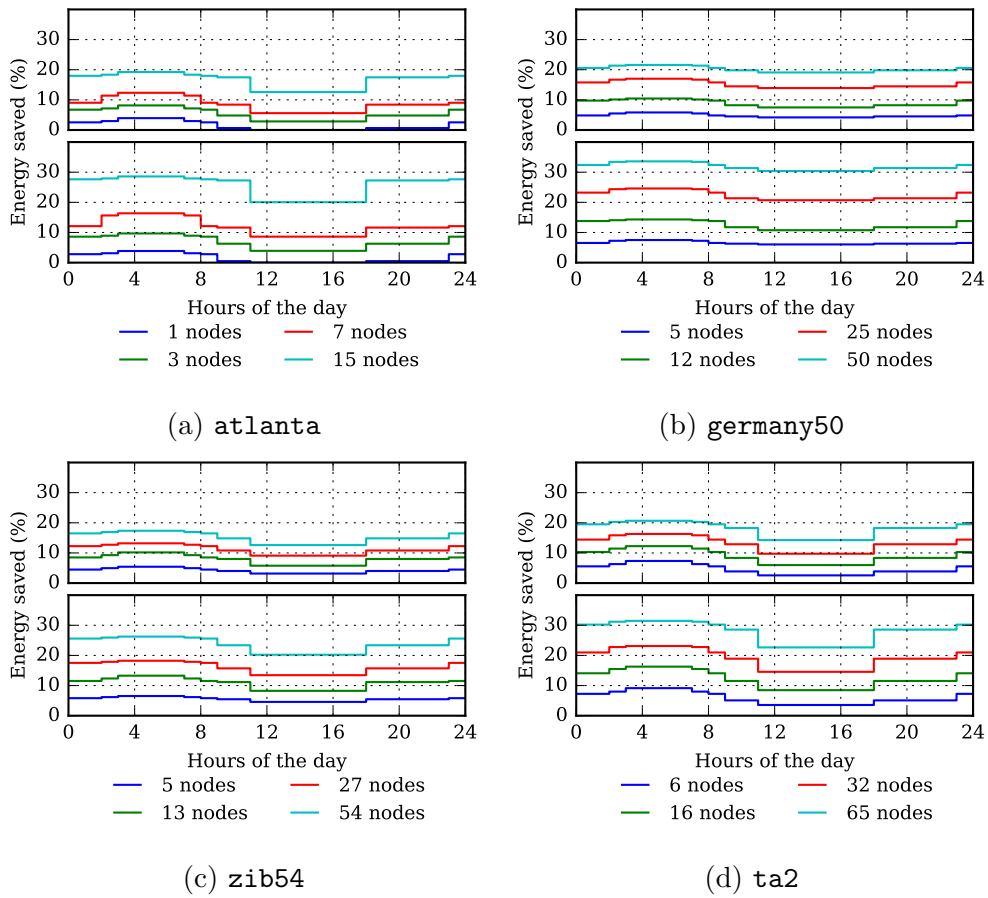 30
20
10
0
30
20
10
0
Energy saved (%)
0 4 8 12 16 20 24
Hours of the day
1 nodes 7 nodes
3 nodes 15 nodes
(a) atlanta
30
20
10
0
30
20
10
0
Energy saved (%)
0 4 8 12 16 20 24
Hours of the day
5 nodes 25 nodes
12 nodes 50 nodes
(b) germany50
30
20
10
0
30
20
10
0
Energy saved (%)
0 4 8 12 16 20 24
Hours of the day
5 nodes 27 nodes
13 nodes 54 nodes
(c) zib54
30
20
10
0
30
20
10
0
Energy saved (%)
0 4 8 12 16 20 24
Hours of the day
6 nodes 32 nodes
16 nodes 65 nodes
(d) ta2